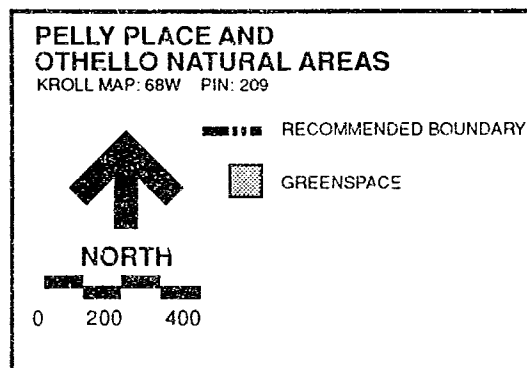 PELLY PLACE AND
OTHELLO NATURAL AREAS
KROLL MAP: 68W PIN: 209
RECOMMENDED BOUNDARY
GREENSPACE
NORTH
0 200 400